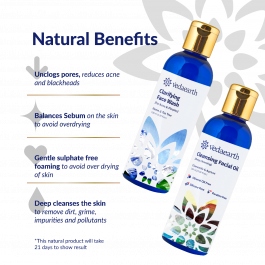 Natural Benefits
Unclogs pores, reduces acne
and blackheads
Balances Sebum on the skin
to avoid overdrying
Gentle sulphate free
foaming to avoid over drying
of skin
Deep cleanses the skin
to remove dirt, grime,
impurities and pollutants
*This natural product will take
21 days to show result
vedaearth
Clarifying
Face Wash
vedaearth
Cleansing Facial Oil